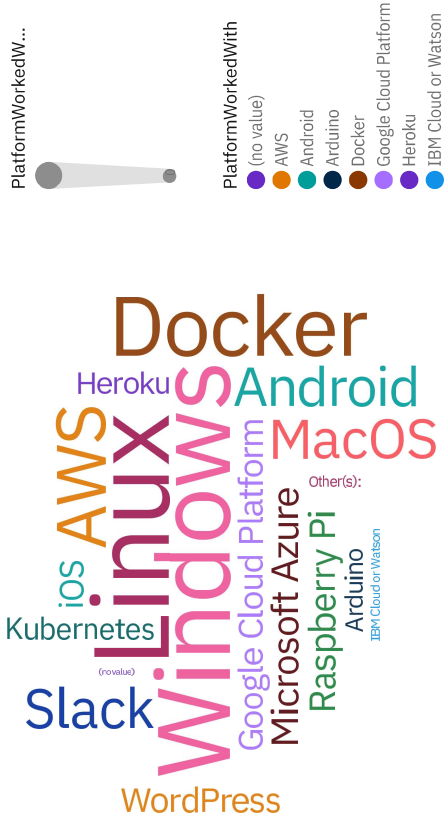 PlatformWorkedW...
PlatformWorkedWith
(no value)
AWS
Android
Arduino
Docker
Google Cloud Platform
Heroku
IBM Cloud or Watson
Docker
Heroku
Android
AWS
Linux
Windows
MacOS
Google Cloud Platform
Other(s):
Microsoft Azure
Raspberry Pi
Arduino
IBM Cloud or Watson
iOS
Kubernetes
(no value)
Slack
WordPress